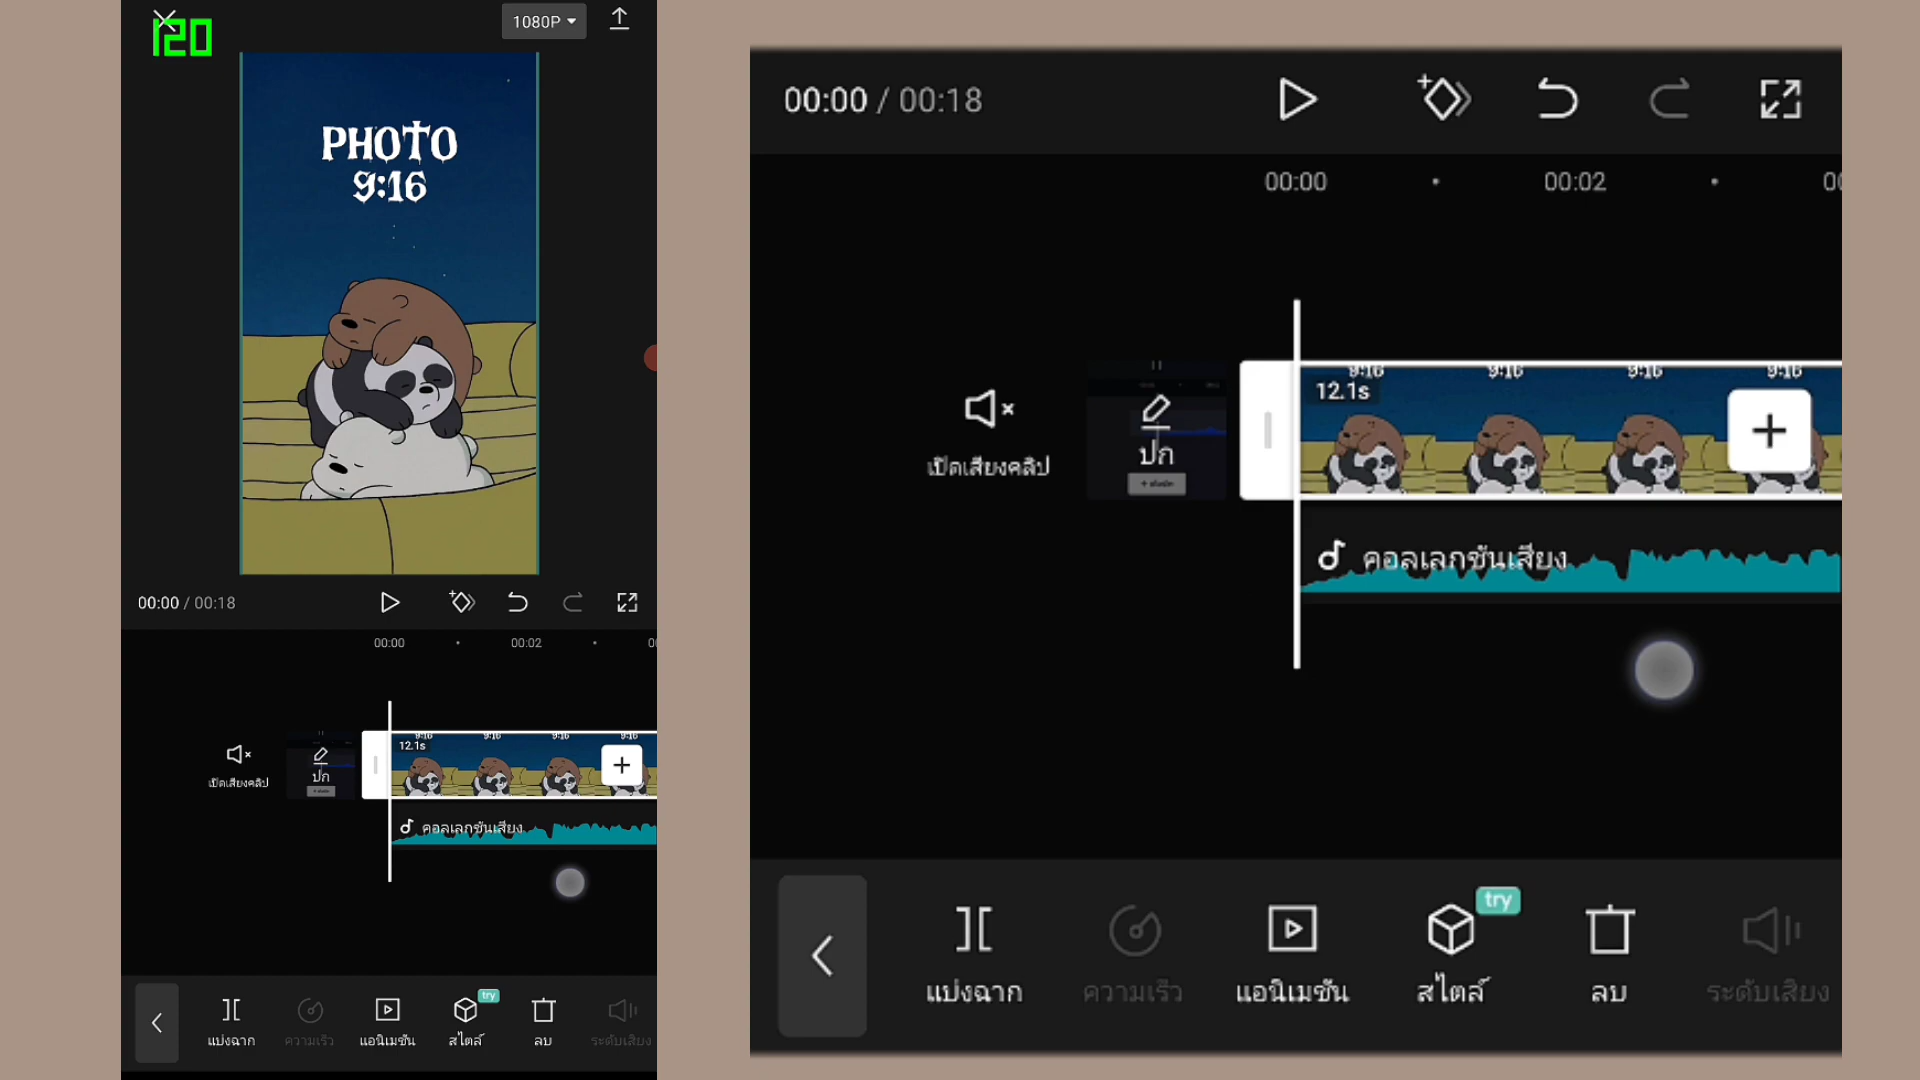 120
1080P
PHOTO
9:16
00:00 / 00:18
00:00
00:02
9:16 9:16 9:16 9:16
12.1s
เปิดเสียงคลิป
ปก
คอลเลกชันเสียง
try
แบ่งฉาก
ความเร็ว
แอนิเมชัน
สไตล์
ลบ
ระดับเสียง
00:00 / 00:18
00:00
00:02
9:16 9:16 9:16 9:16
12.1s
เปิดเสียงคลิป
ปก
คอลเลกชันเสียง
try
แบ่งฉาก
ความเร็ว
แอนิเมชัน
สไตล์
ลบ
ระดับเสียง